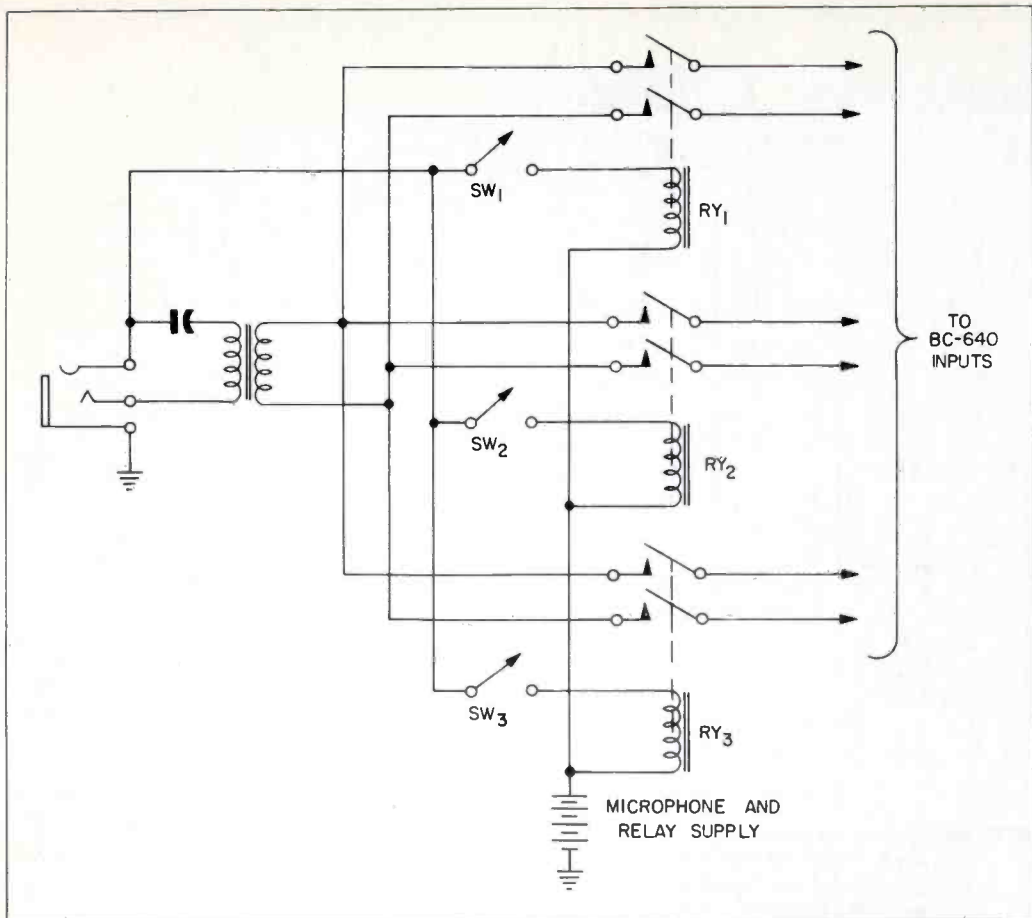 SW1
RY1
TO
BC-640
INPUTS
SW2
RY2
SW3
RY3
MICROPHONE AND
RELAY SUPPLY